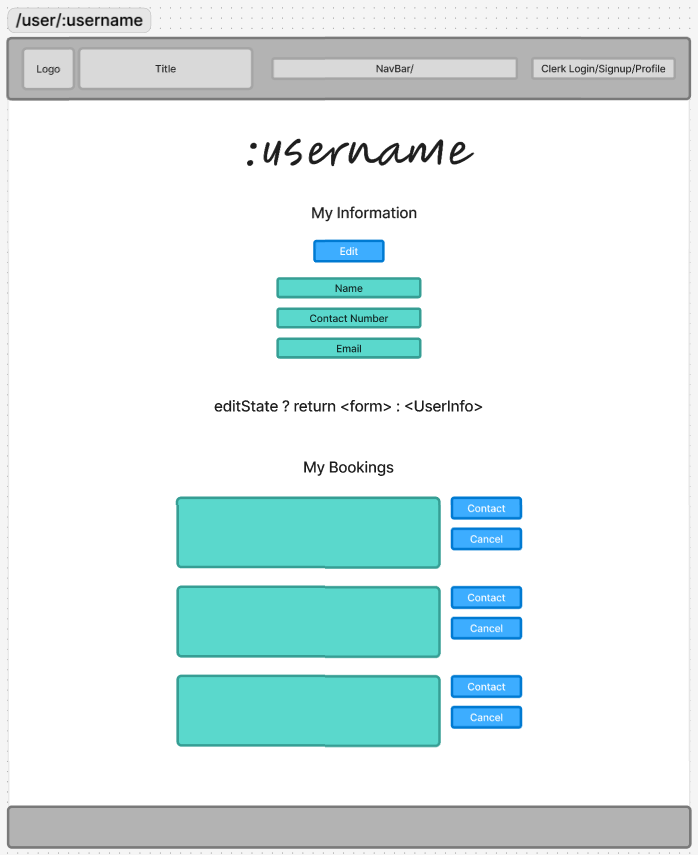 /user/:username
Logo
Title
NavBar/
Clerk Login/Signup/Profile
:username
My Information
Edit
Name
Contact Number
Email
editState ? return <form> : <UserInfo>
My Bookings
Contact
Cancel
Contact
Cancel
Contact
Cancel